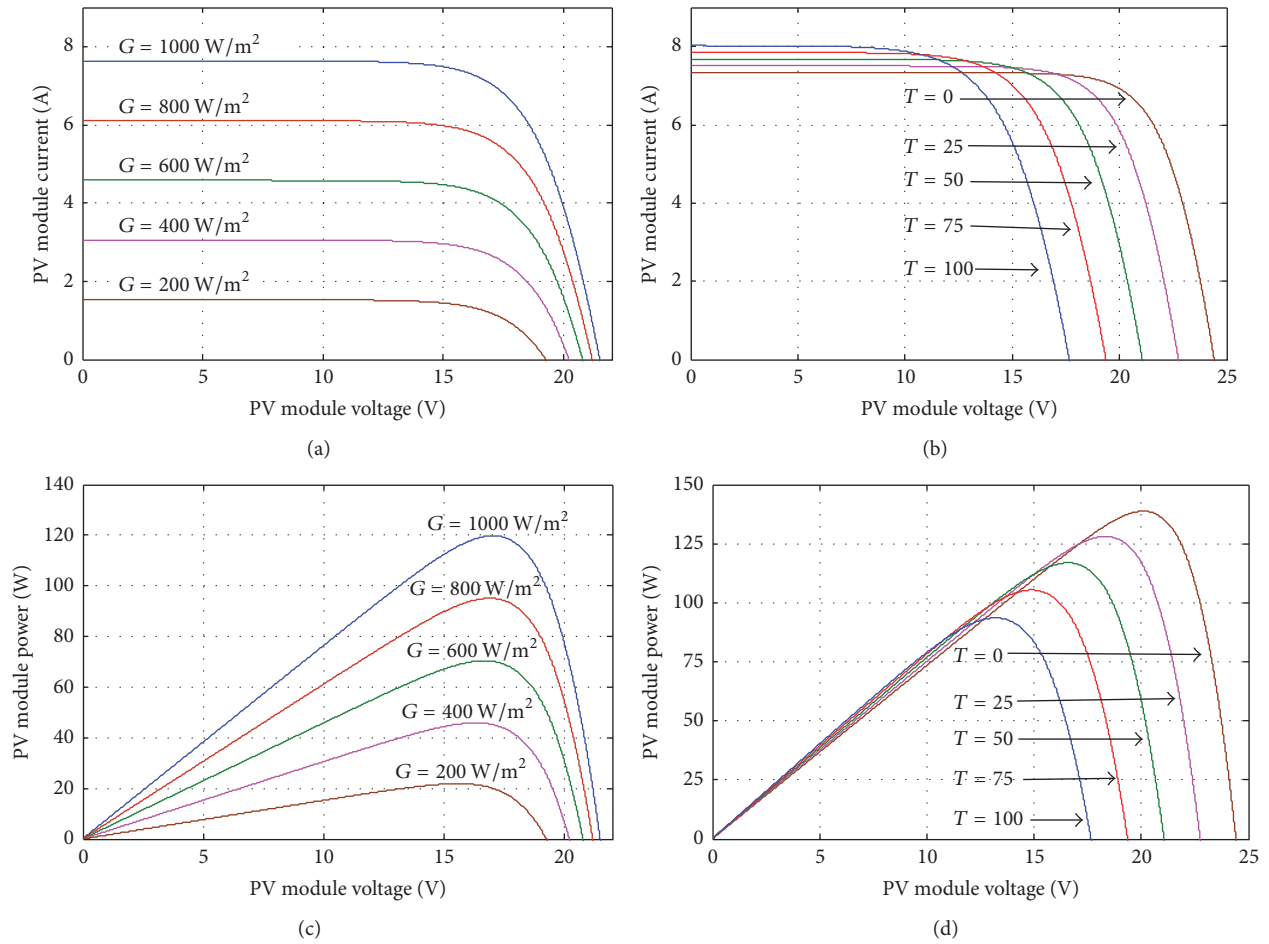 PV module current (A)
8
6
4
2
0
G = 1000 W/m²
G = 800 W/m²
G = 600 W/m²
G = 400 W/m²
G = 200 W/m²
0 5 10 15 20
PV module voltage (V)
(a)
PV module current (A)
8
6
4
2
0
T = 0
T = 25
T = 50
T = 75
T = 100
0 5 10 15 20 25
PV module voltage (V)
(b)
PV module power (W)
140
120
100
80
60
40
20
0
G = 1000 W/m²
G = 800 W/m²
G = 600 W/m²
G = 400 W/m²
G = 200 W/m²
0 5 10 15 20
PV module voltage (V)
(c)
PV module power (W)
150
125
100
75
50
25
0
T = 0
T = 25
T = 50
T = 75
T = 100
0 5 10 15 20 25
PV module voltage (V)
(d)